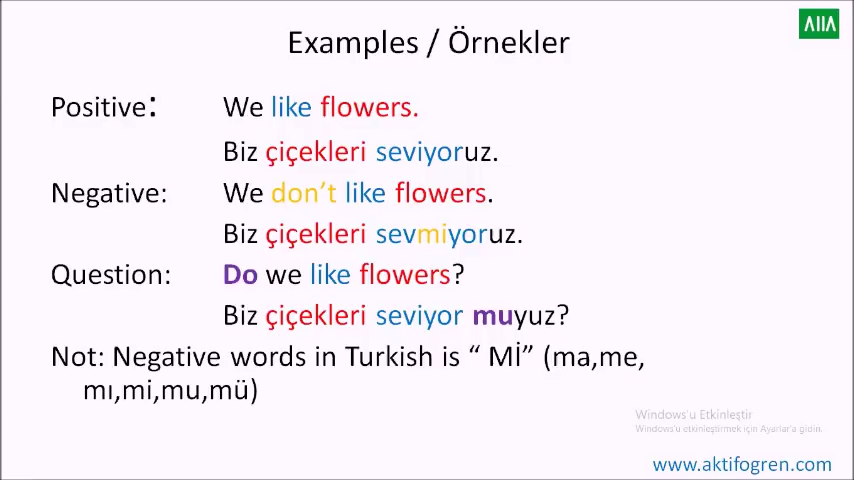 AIIA
Examples / Örnekler
Positive: We like flowers.
Biz çiçekleri seviyoruz.
Negative: We don't like flowers.
Biz çiçekleri sevmiyoruz.
Question: Do we like flowers?
Biz çiçekleri seviyor muyuz?
Not: Negative words in Turkish is “ Mİ” (ma,me,
mı,mi,mu,mü)
Windows'u Etkinleştir
Windows'u etkinleştirmek için Ayarlar'a gidin.
www.aktifogren.com